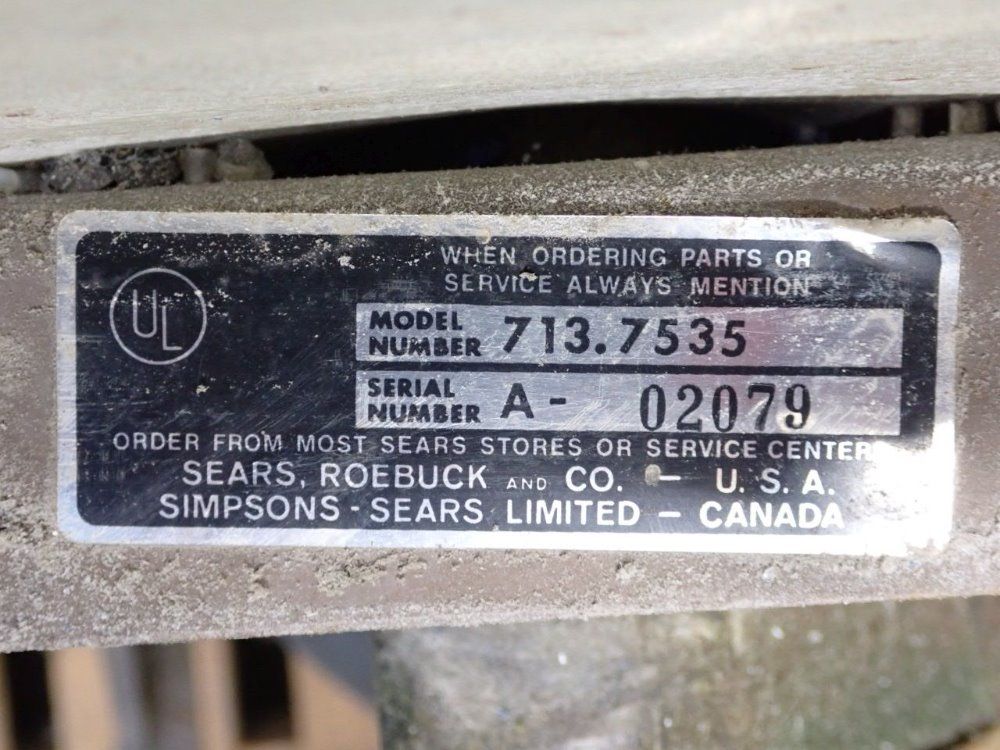 UL
WHEN ORDERING PARTS OR
SERVICE ALWAYS MENTION
MODEL NUMBER 713.7535
SERIAL NUMBER A- 02079
ORDER FROM MOST SEARS STORES OR SERVICE CENTER
SEARS, ROEBUCK AND CO. - U. S. A.
SIMPSONS - SEARS LIMITED - CANADA